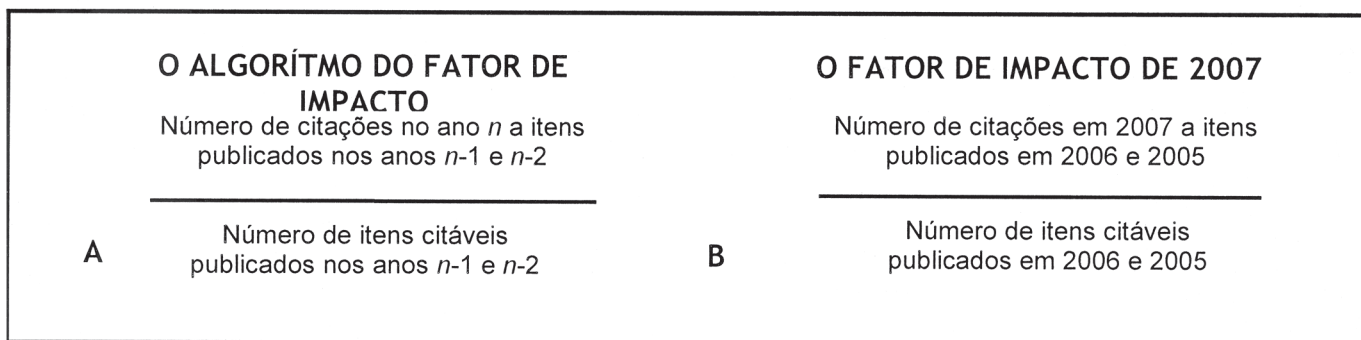 O ALGORÍTMO DO FATOR DE
IMPACTO
Número de citações no ano n a itens
publicados nos anos n-1 e n-2
A
Número de itens citáveis
publicados nos anos n-1 e n-2
O FATOR DE IMPACTO DE 2007
Número de citações em 2007 a itens
publicados em 2006 e 2005
B
Número de itens citáveis
publicados em 2006 e 2005